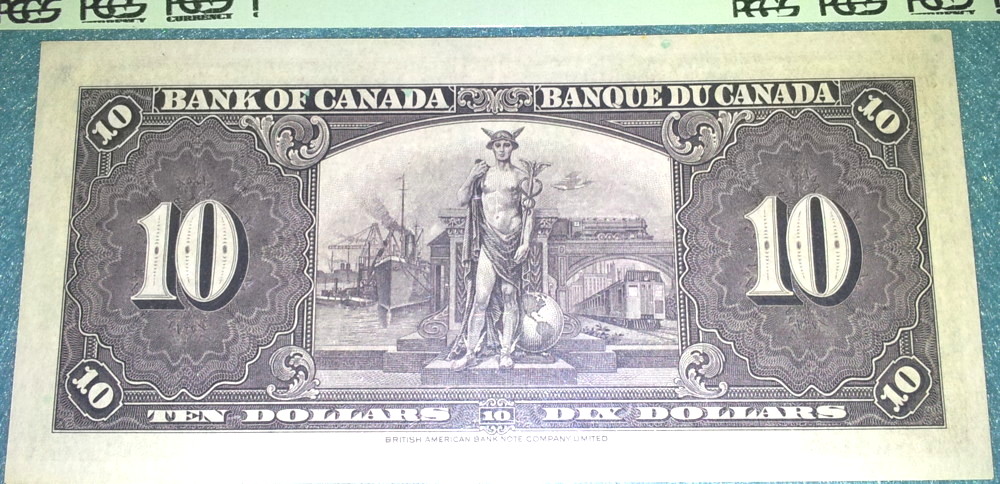 PCGS PCGS PCGS
CURRENCY
PCGS PCGS PCGS
10 BANK OF CANADA BANQUE DU CANADA 10
10 10
10 TEN DOLLARS 10 DIX DOLLARS 10
BRITISH AMERICAN BANK NOTE COMPANY LIMITED